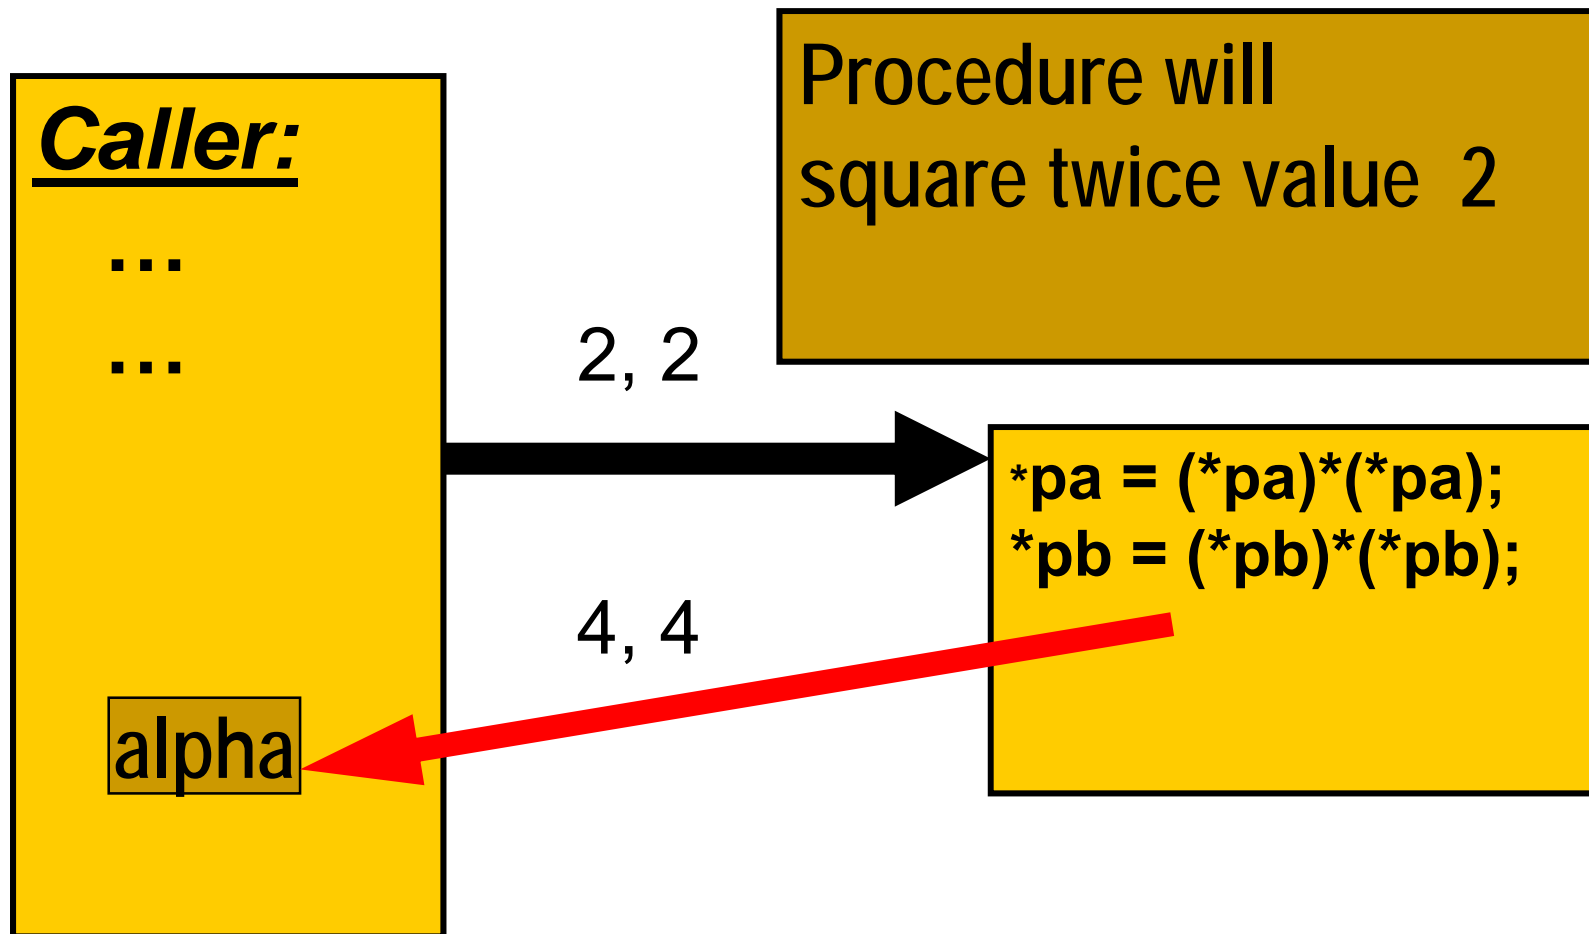 Procedure will
square twice value 2
Caller:
...
...
2, 2
*pa = (*pa)*(*pa);
*pb = (*pb)*(*pb);
4, 4
alpha